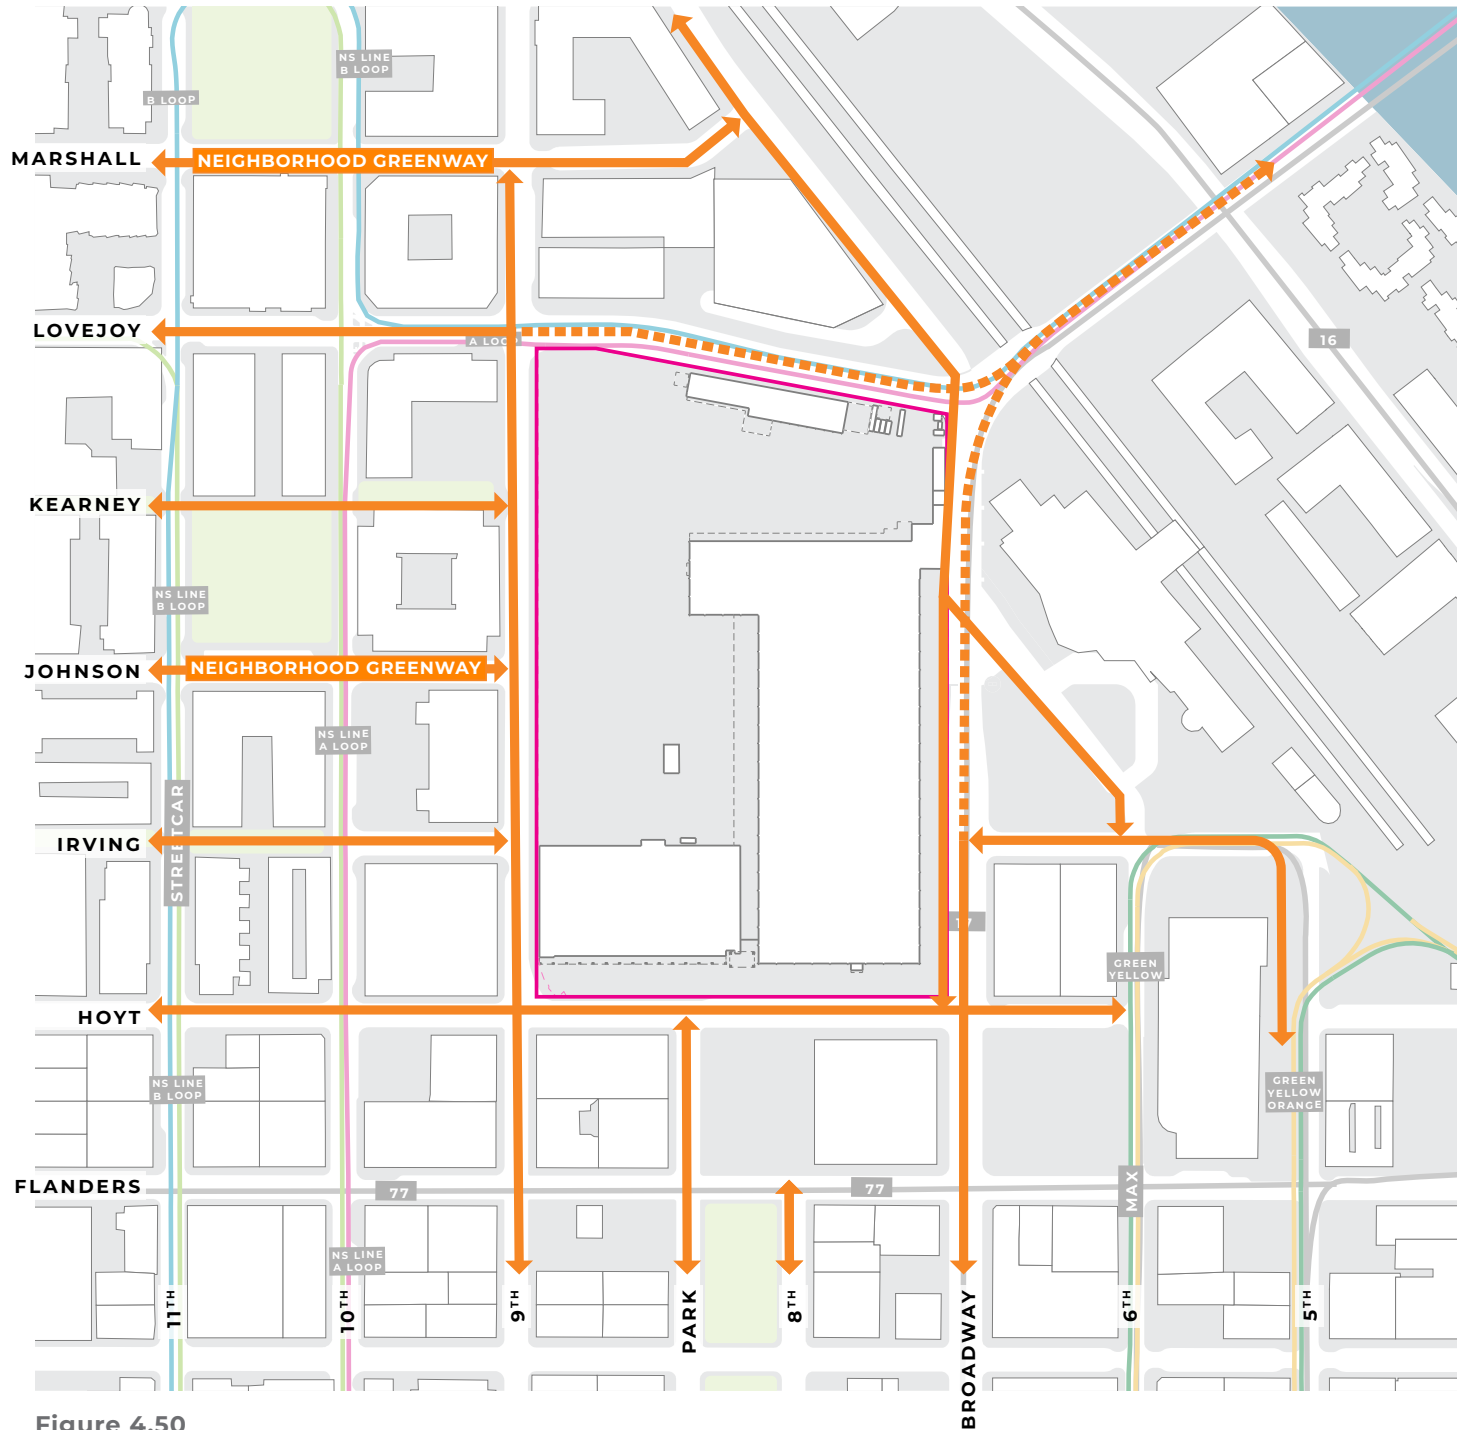 NS LINE
B LOOP
B LOOP
MARSHALL
NEIGHBORHOOD GREENWAY
LOVEJOY
A LOOP
16
KEARNEY
NS LINE
B LOOP
JOHNSON
NEIGHBORHOOD GREENWAY
NS LINE
A LOOP
STREETCAR
IRVING
17
GREEN
YELLOW
HOYT
NS LINE
B LOOP
GREEN
YELLOW
ORANGE
FLANDERS
77
77
MAX
NS LINE
A LOOP
11TH
10TH
9TH
PARK
8TH
BROADWAY
6TH
5TH
Figure 4.50